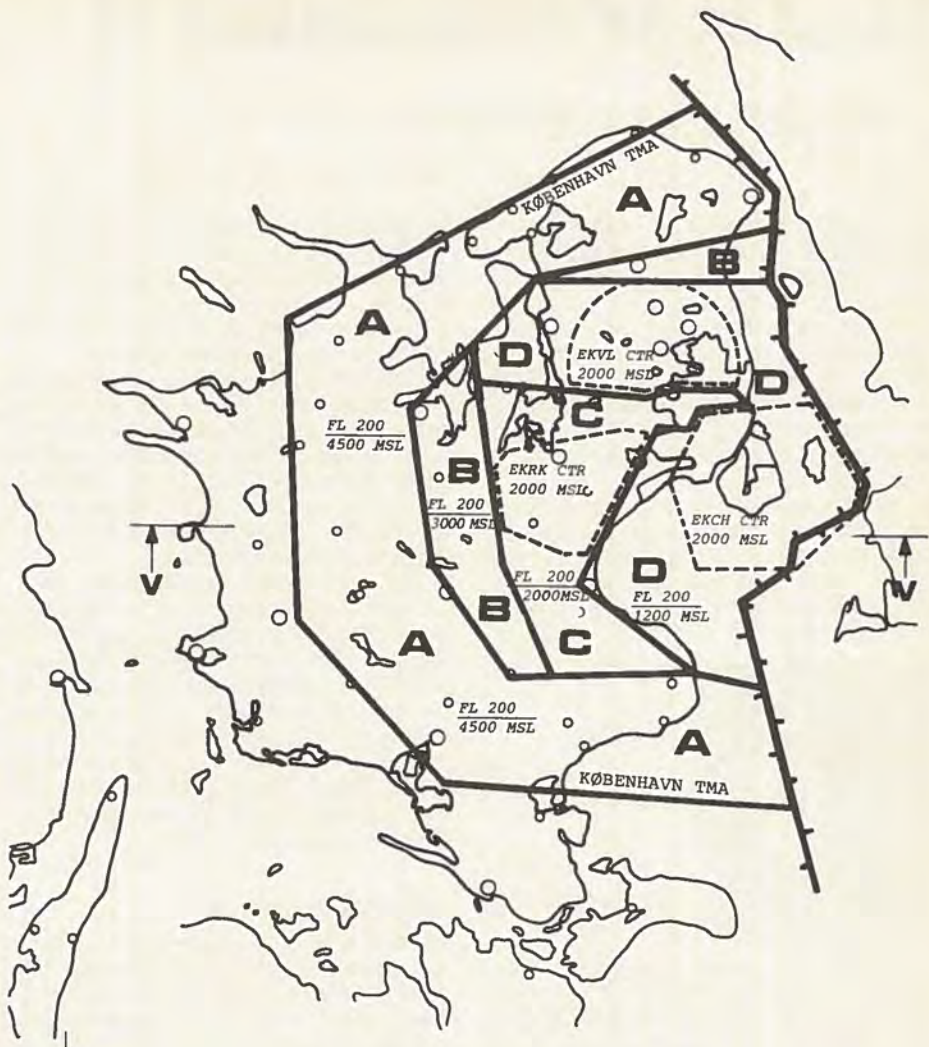 KØBENHAVN TMA
A
B
A
D
EKVL CTR
2000 MSL
D
C
FL 200
4500 MSL
B
EKRK CTR
2000 MSL
FL 200
3000 MSL
EKCH CTR
2000 MSL
V
V
FL 200
2000MSL
D
FL 200
1200 MSL
B
A
C
FL 200
4500 MSL
A
KØBENHAVN TMA